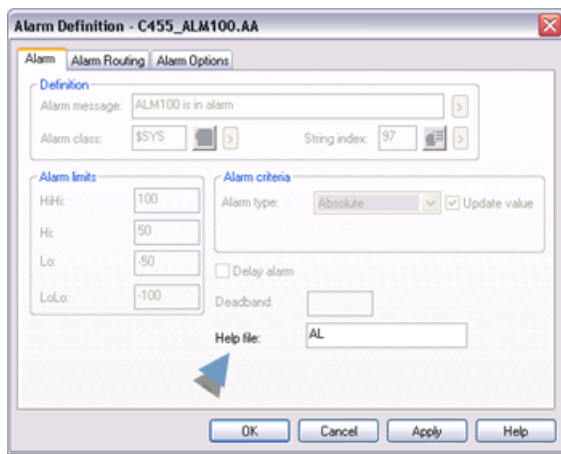 Alarm Definition - C455_ALM100.AA
Alarm Alarm Routing Alarm Options
Definition
Alarm message: ALM100 is in alarm >
Alarm class: $SYS > String index: 97 >
Alarm limits
HiHi: 100
Hi: 50
Lo: -50
LoLo: -100
Alarm criteria
Alarm type: Absolute Update value
Delay alarm
Deadband:
Help file: AL
OK Cancel Apply Help